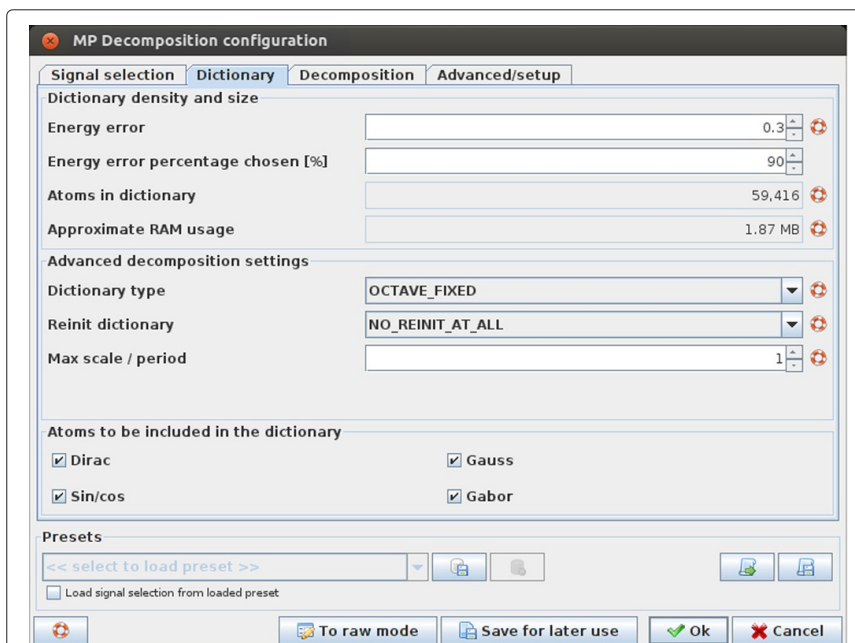 MP Decomposition configuration
Signal selection Dictionary Decomposition Advanced/setup
Dictionary density and size
Energy error 0.3
Energy error percentage chosen [%] 90
Atoms in dictionary 59,416
Approximate RAM usage 1.87 MB
Advanced decomposition settings
Dictionary type OCTAVE_FIXED
Reinit dictionary NO_REINIT_AT_ALL
Max scale / period 1
Atoms to be included in the dictionary
Dirac Gauss
Sin/cos Gabor
Presets
<< select to load preset >>
Load signal selection from loaded preset
To raw mode Save for later use Ok Cancel